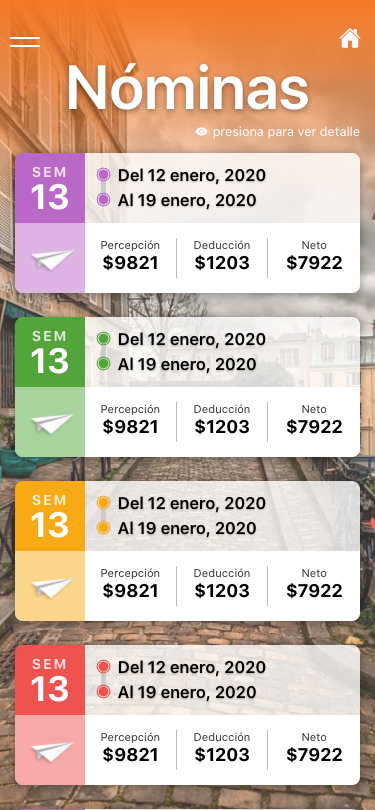 Nóminas
presiona para ver detalle
SEM
13
Del 12 enero, 2020
Al 19 enero, 2020
Percepción Deducción Neto
$9821 $1203 $7922
SEM
13
Del 12 enero, 2020
Al 19 enero, 2020
Percepción Deducción Neto
$9821 $1203 $7922
SEM
13
Del 12 enero, 2020
Al 19 enero, 2020
Percepción Deducción Neto
$9821 $1203 $7922
SEM
13
Del 12 enero, 2020
Al 19 enero, 2020
Percepción Deducción Neto
$9821 $1203 $7922